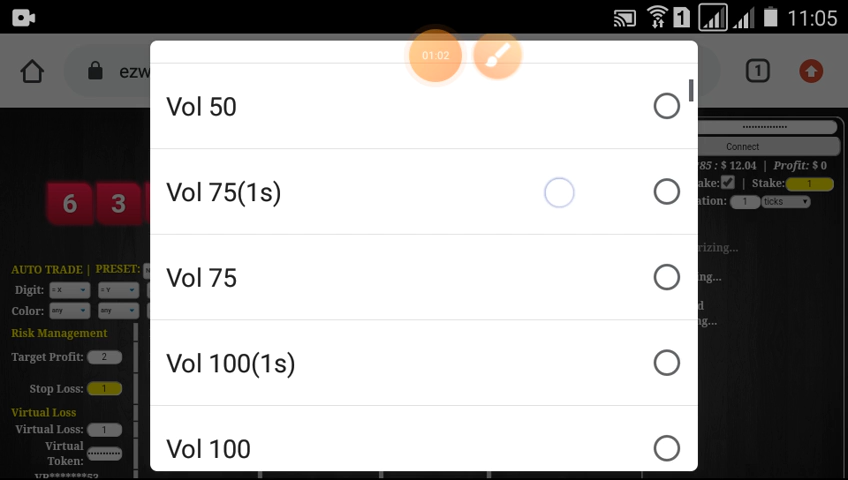 1 11:05
01:02
ezw 1
Vol 50
Vol 75(1s)
Vol 75
Vol 100(1s)
Vol 100
Connect
85 : $ 12.04 | Profit: $ 0
ake: | Stake: 1
ation: 1 ticks
rizing...
ng...
d
g...
6 3
AUTO TRADE | PRESET:
Digit: = X = Y
Color: any any
Risk Management
Target Profit: 2
Stop Loss: 1
Virtual Loss
Virtual Loss: 1
Virtual
Token: